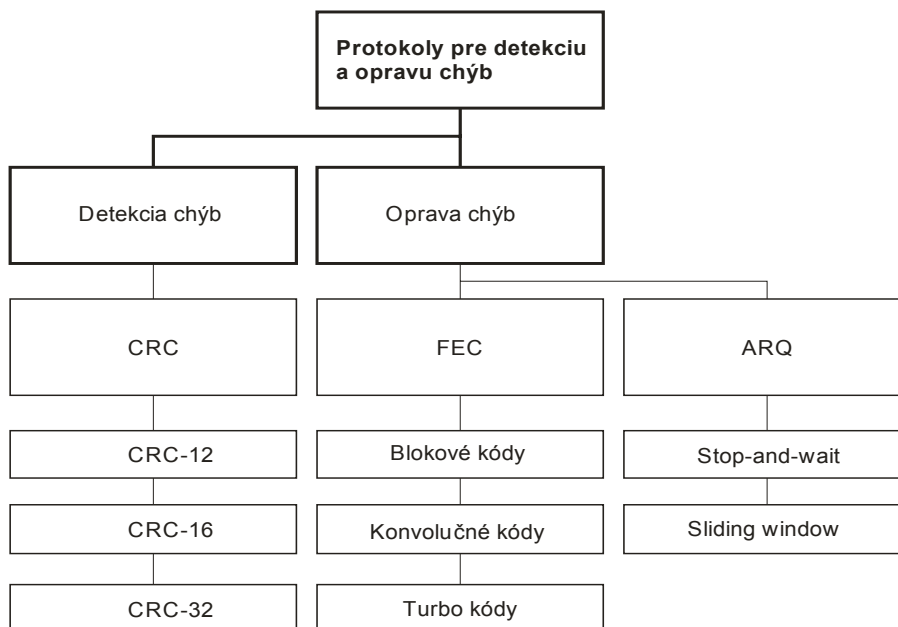 Protokoly pre detekciu
a opravu chýb
Detekcia chýb
Oprava chýb
CRC
FEC
ARQ
CRC-12
Blokové kódy
Stop-and-wait
CRC-16
Konvolučné kódy
Sliding window
CRC-32
Turbo kódy